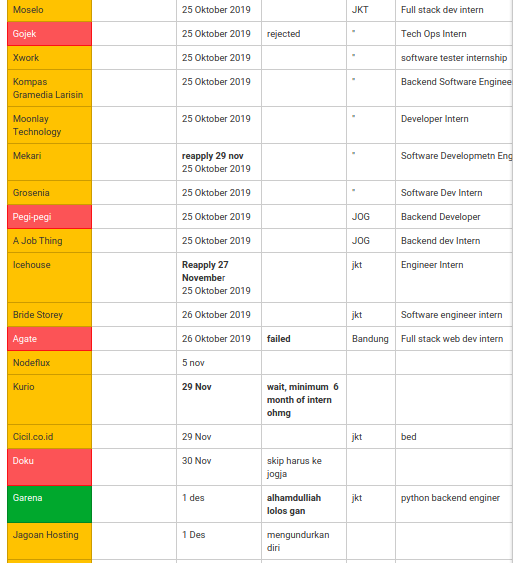 Moselo 25 Oktober 2019 JKT Full stack dev intern
Gojek 25 Oktober 2019 rejected " Tech Ops Intern
Xwork 25 Oktober 2019 " software tester internship
Kompas 25 Oktober 2019 " Backend Software Enginee
Gramedia Larisin
Moonlay 25 Oktober 2019 " Developer Intern
Technology
Mekari reapply 29 nov " Software Developmetn Eng
25 Oktober 2019
Grosenia 25 Oktober 2019 " Software Dev Intern
Pegi-pegi 25 Oktober 2019 JOG Backend Developer
A Job Thing 25 Oktober 2019 JOG Backend dev Intern
Icehouse Reapply 27 jkt Engineer Intern
November
25 Oktober 2019
Bride Storey 26 Oktober 2019 jkt Software engineer intern
Agate 26 Oktober 2019 failed Bandung Full stack web dev intern
Nodeflux 5 nov
Kurio 29 Nov wait, minimum 6
month of intern
ohmg
Cicil.co.id 29 Nov jkt bed
Doku 30 Nov skip harus ke
jogja
Garena 1 des alhamdulliah jkt python backend enginer
lolos gan
Jagoan Hosting 1 Des mengundurkan
diri